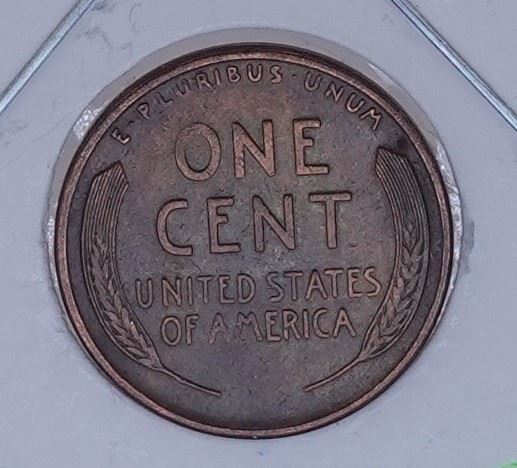 E·PLURIBUS·UNUM
ONE
CENT
UNITED STATES
OF AMERICA